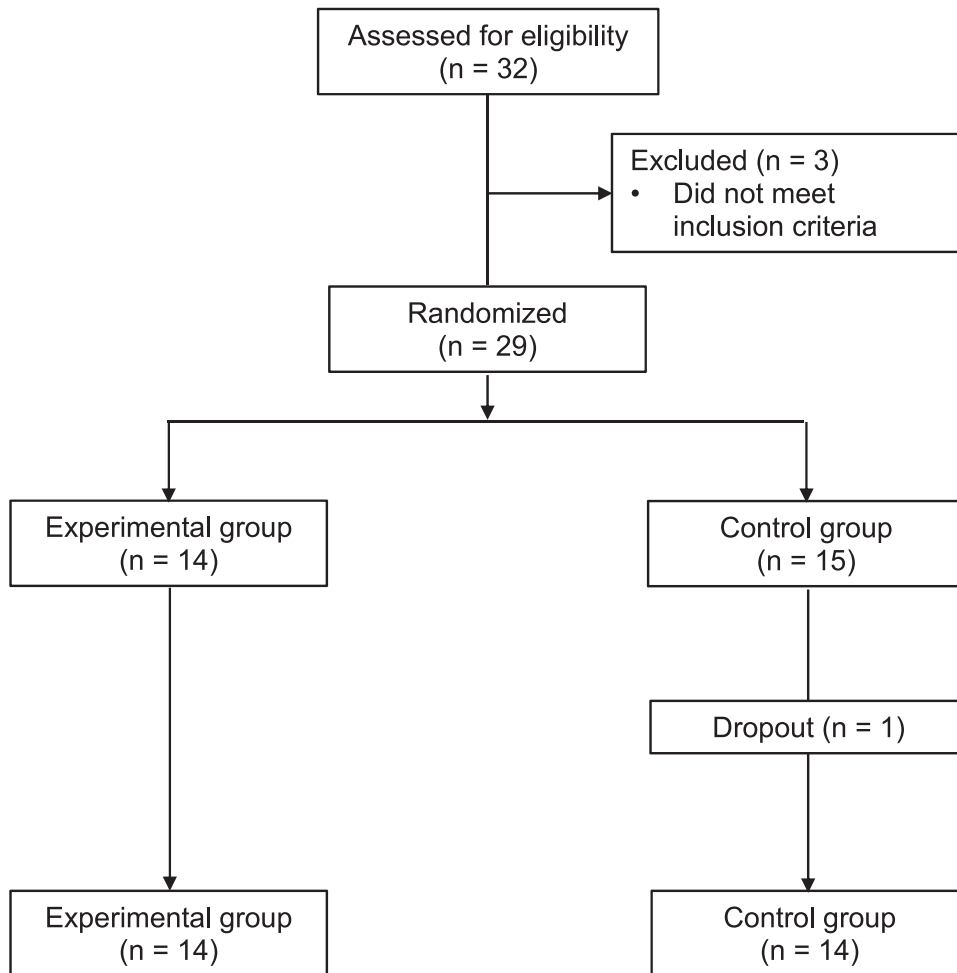 Assessed for eligibility
(n = 32)
Excluded (n = 3)
• Did not meet
inclusion criteria
Randomized
(n = 29)
Experimental group
(n = 14)
Control group
(n = 15)
Dropout (n = 1)
Experimental group
(n = 14)
Control group
(n = 14)